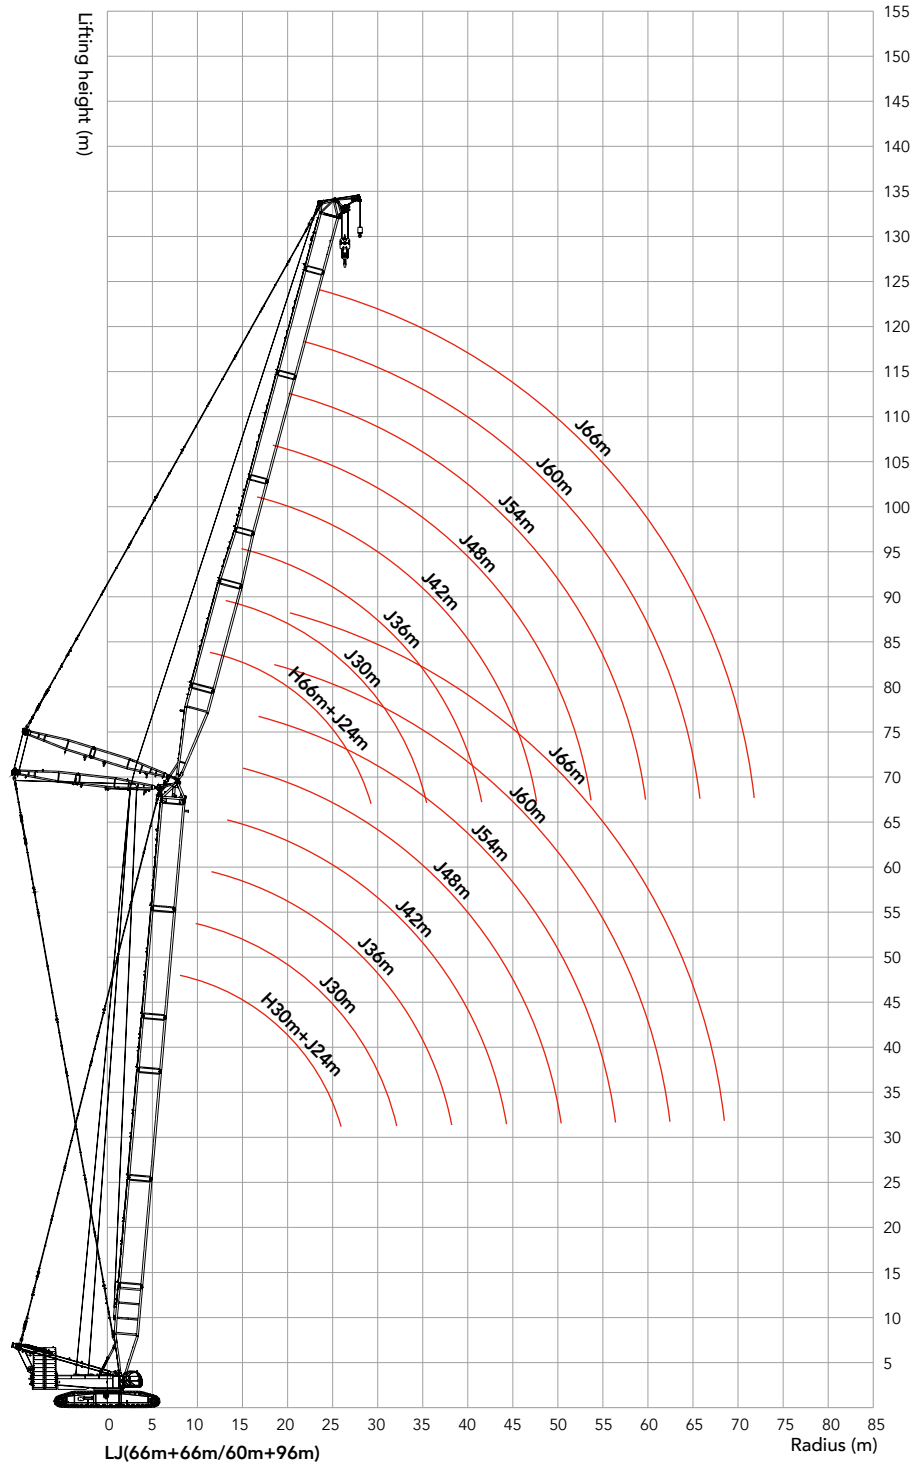 Lifting height (m)
155
150
145
140
135
130
125
120
115
110
105
100
95
90
85
80
75
70
65
60
55
50
45
40
35
30
25
20
15
10
5
J66m
J60m
J54m
J48m
J42m
J36m
J30m
H66m+J24m
J66m
J60m
J54m
J48m
J42m
J36m
J30m
H30m+J24m
0 5 10 15 20 25 30 35 40 45 50 55 60 65 70 75 80 85
Radius (m)
LJ(66m+66m/60m+96m)